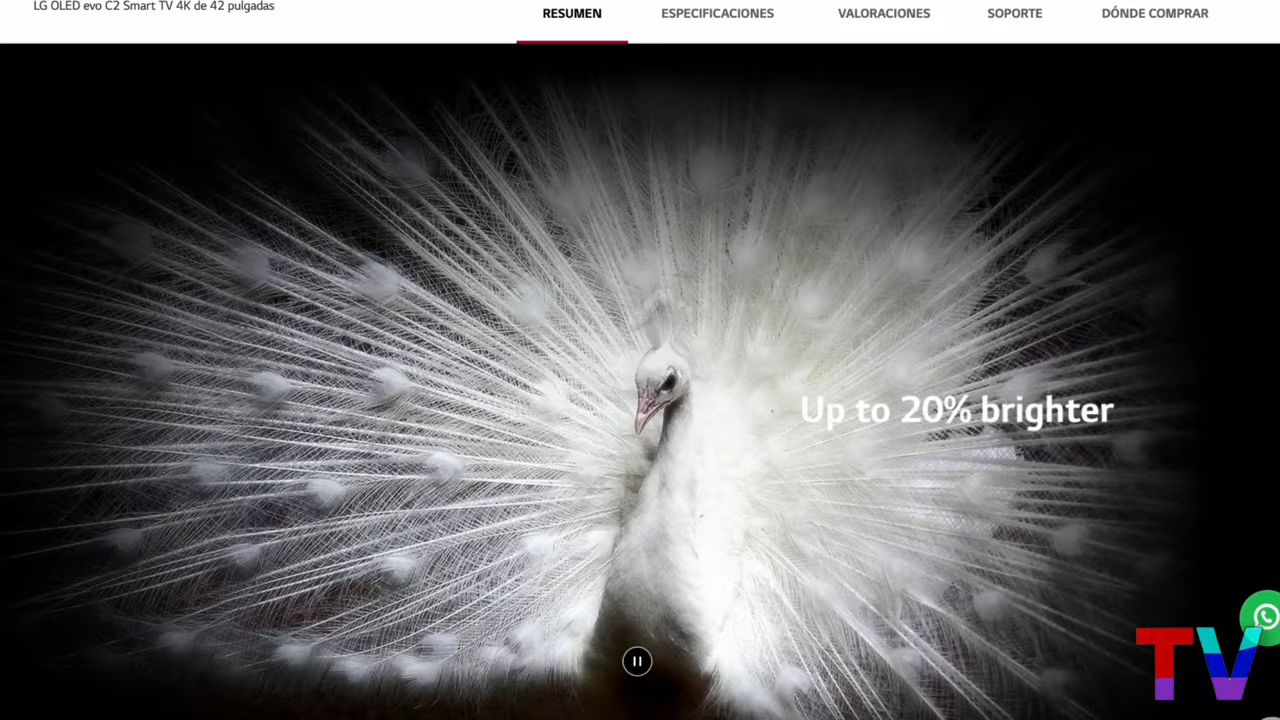 LG OLED evo C2 Smart TV 4K de 42 pulgadas
RESUMEN
ESPECIFICACIONES
VALORACIONES
SOPORTE
DÓNDE COMPRAR
Up to 20% brighter
TV